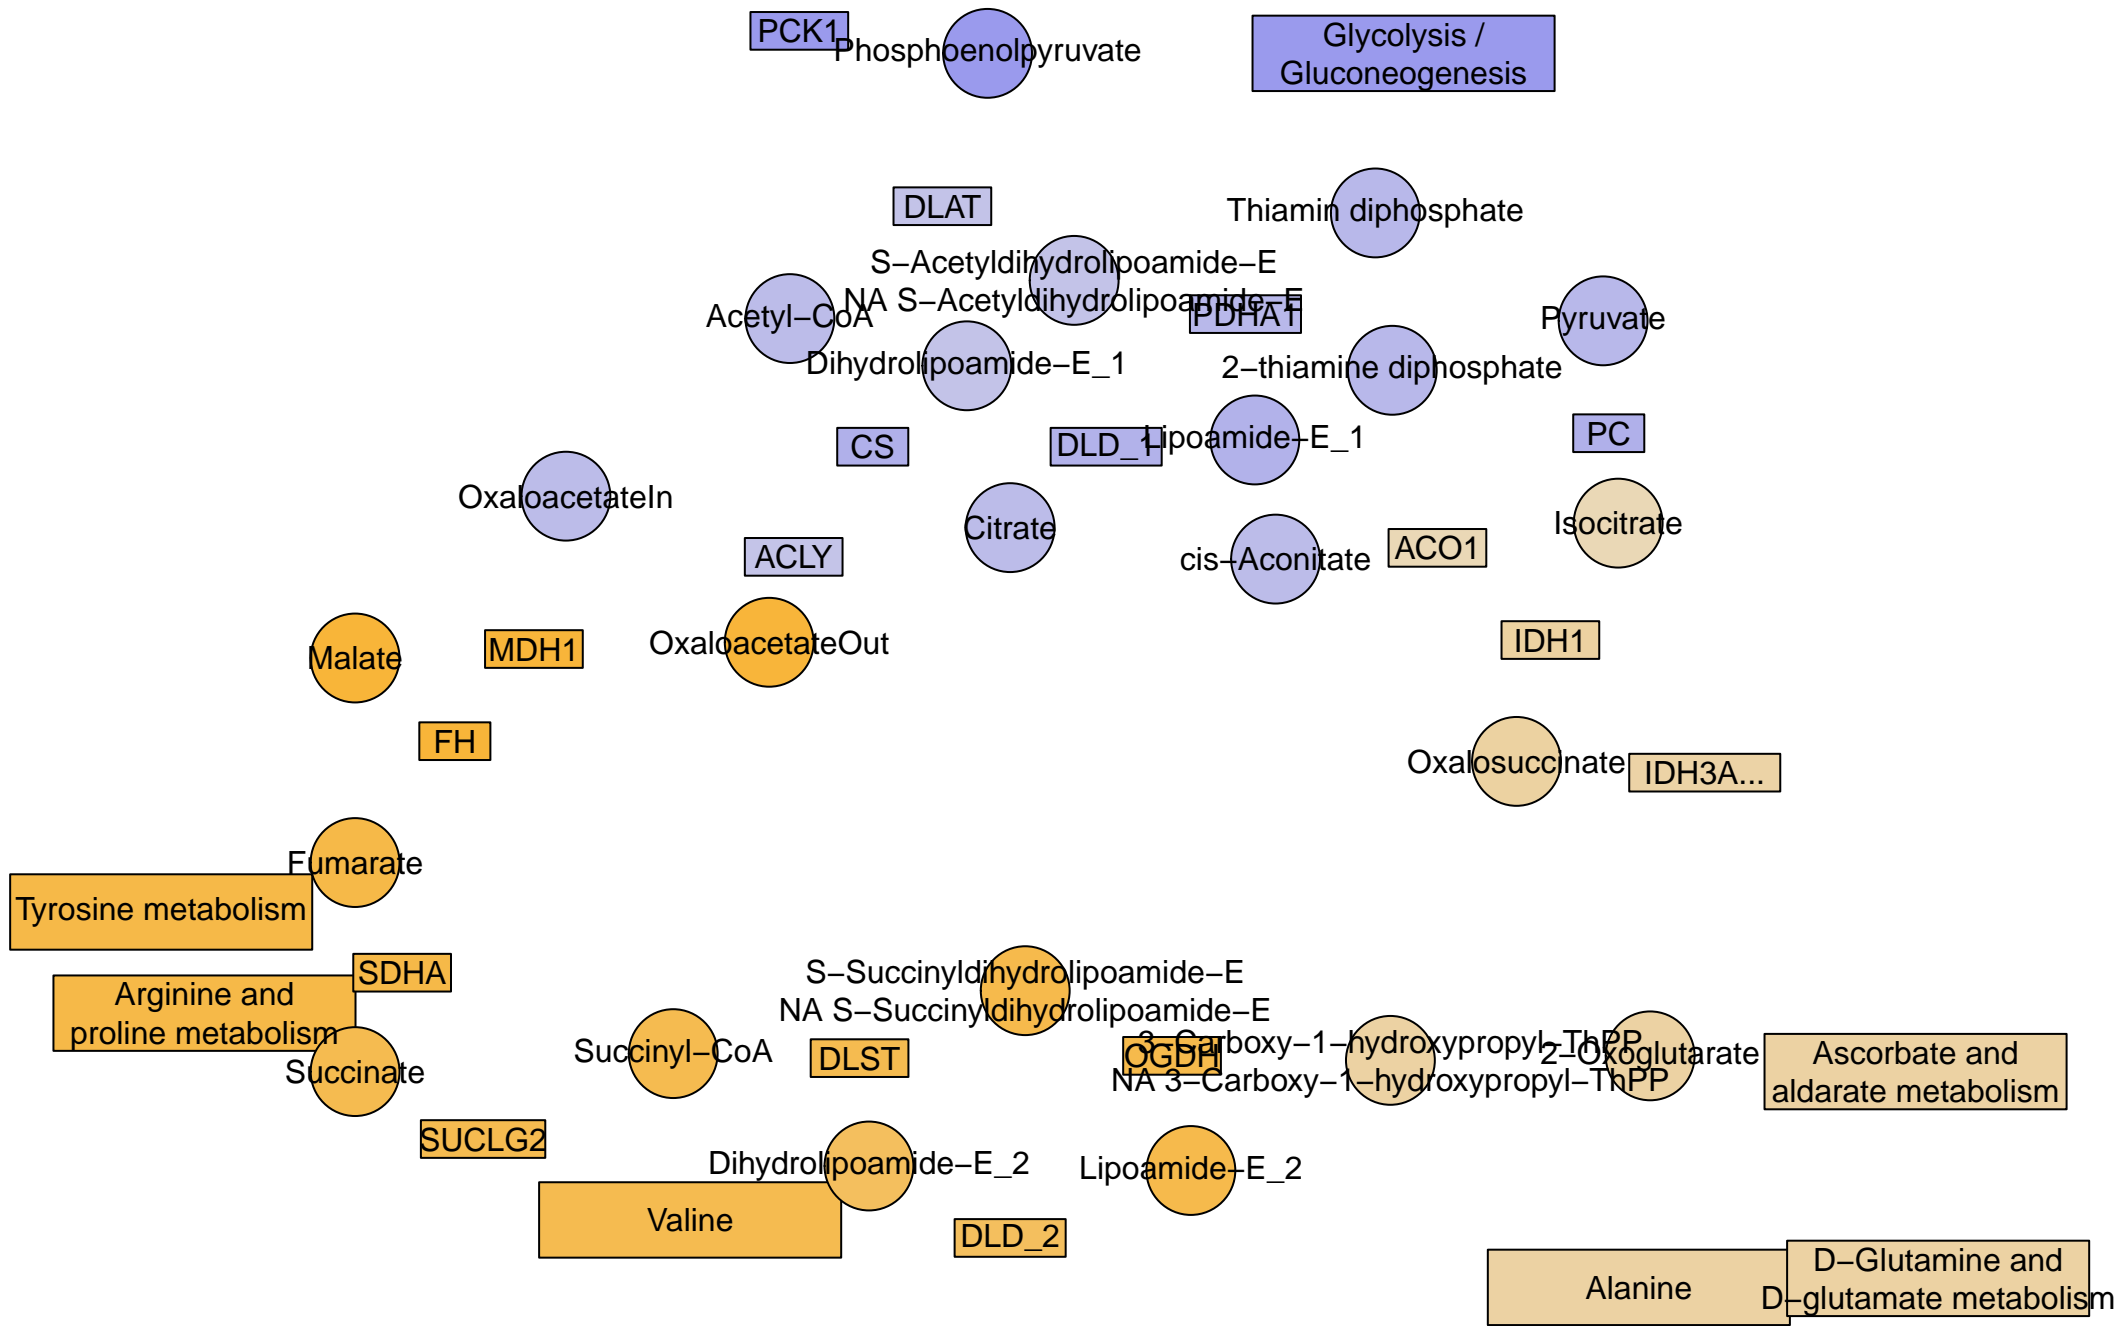 PCK1
Phosphoenolpyruvate
Glycolysis /
Gluconeogenesis
DLAT
Thiamin diphosphate
S−Acetyldihydrolipoamide−E
NA S−Acetyldihydrolipoamide−E
Acetyl−CoA
PDHA1
Pyruvate
Dihydrolipoamide−E_1
2−thiamine diphosphate
CS
DLD_1
Lipoamide−E_1
PC
OxaloacetateIn
Citrate
Isocitrate
ACLY
cis−Aconitate
ACO1
Malate
MDH1
OxaloacetateOut
IDH1
FH
Oxalosuccinate
IDH3A...
Fumarate
Tyrosine metabolism
SDHA
Arginine and
proline metabolism
S−Succinyldihydrolipoamide−E
NA S−Succinyldihydrolipoamide−E
Succinate
Succinyl−CoA
DLST
OGDH
3−Carboxy−1−hydroxypropyl−ThPP
NA 3−Carboxy−1−hydroxypropyl−ThPP
2−Oxoglutarate
Ascorbate and
aldarate metabolism
SUCLG2
Dihydrolipoamide−E_2
Lipoamide−E_2
Valine
DLD_2
Alanine
D−Glutamine and
D−glutamate metabolism